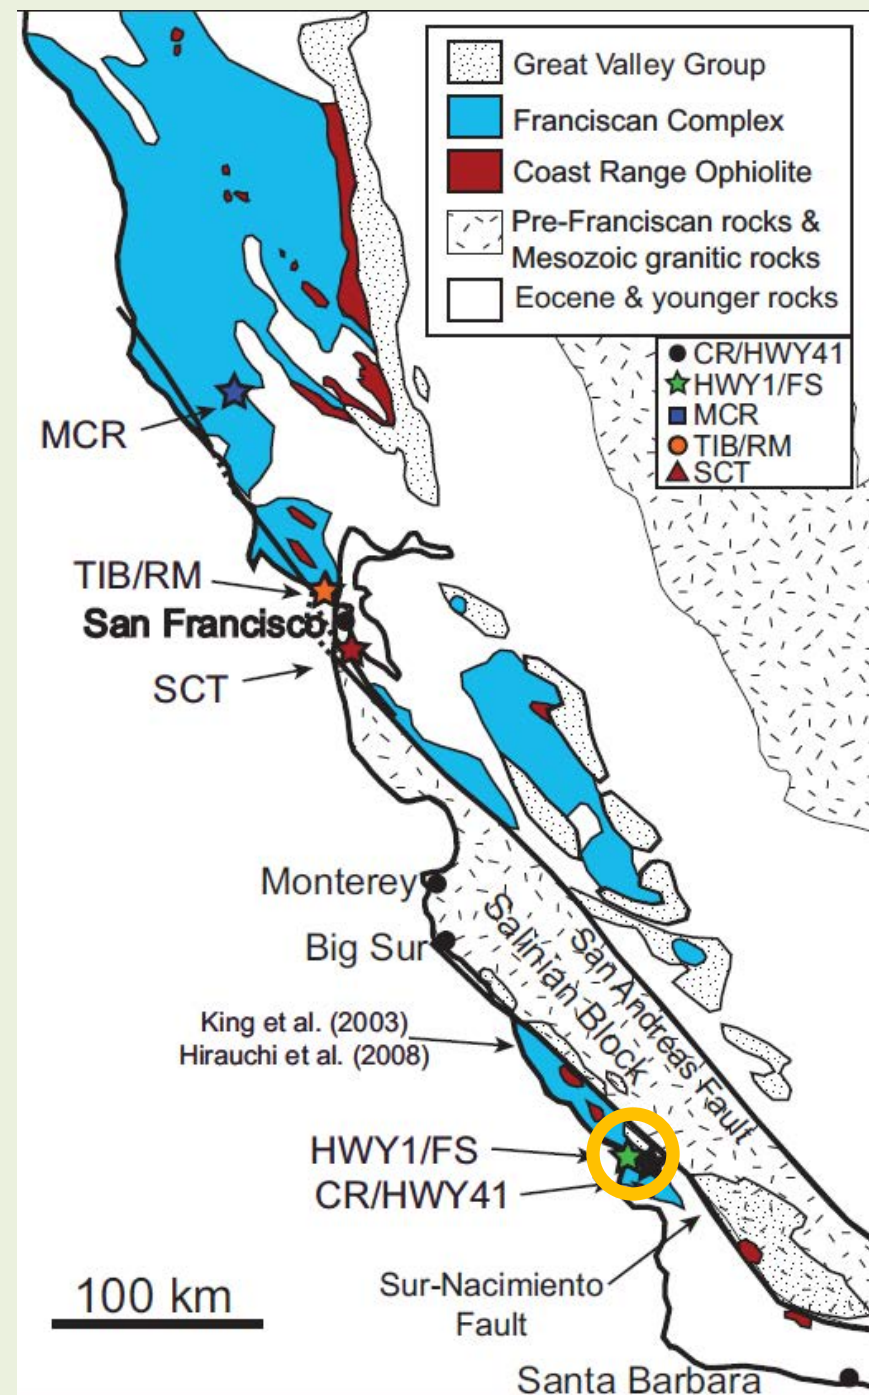 Great Valley Group
Franciscan Complex
Coast Range Ophiolite
Pre-Franciscan rocks &
Mesozoic granitic rocks
Eocene & younger rocks
CR/HWY41
HWY1/FS
MCR
TIB/RM
SCT
MCR
TIB/RM
San Francisco
SCT
Monterey
Big Sur
San Andreas Fault
Salinian Block
King et al. (2003)
Hirauchi et al. (2008)
HWY1/FS
CR/HWY41
Sur-Nacimiento
Fault
100 km
Santa Barbara